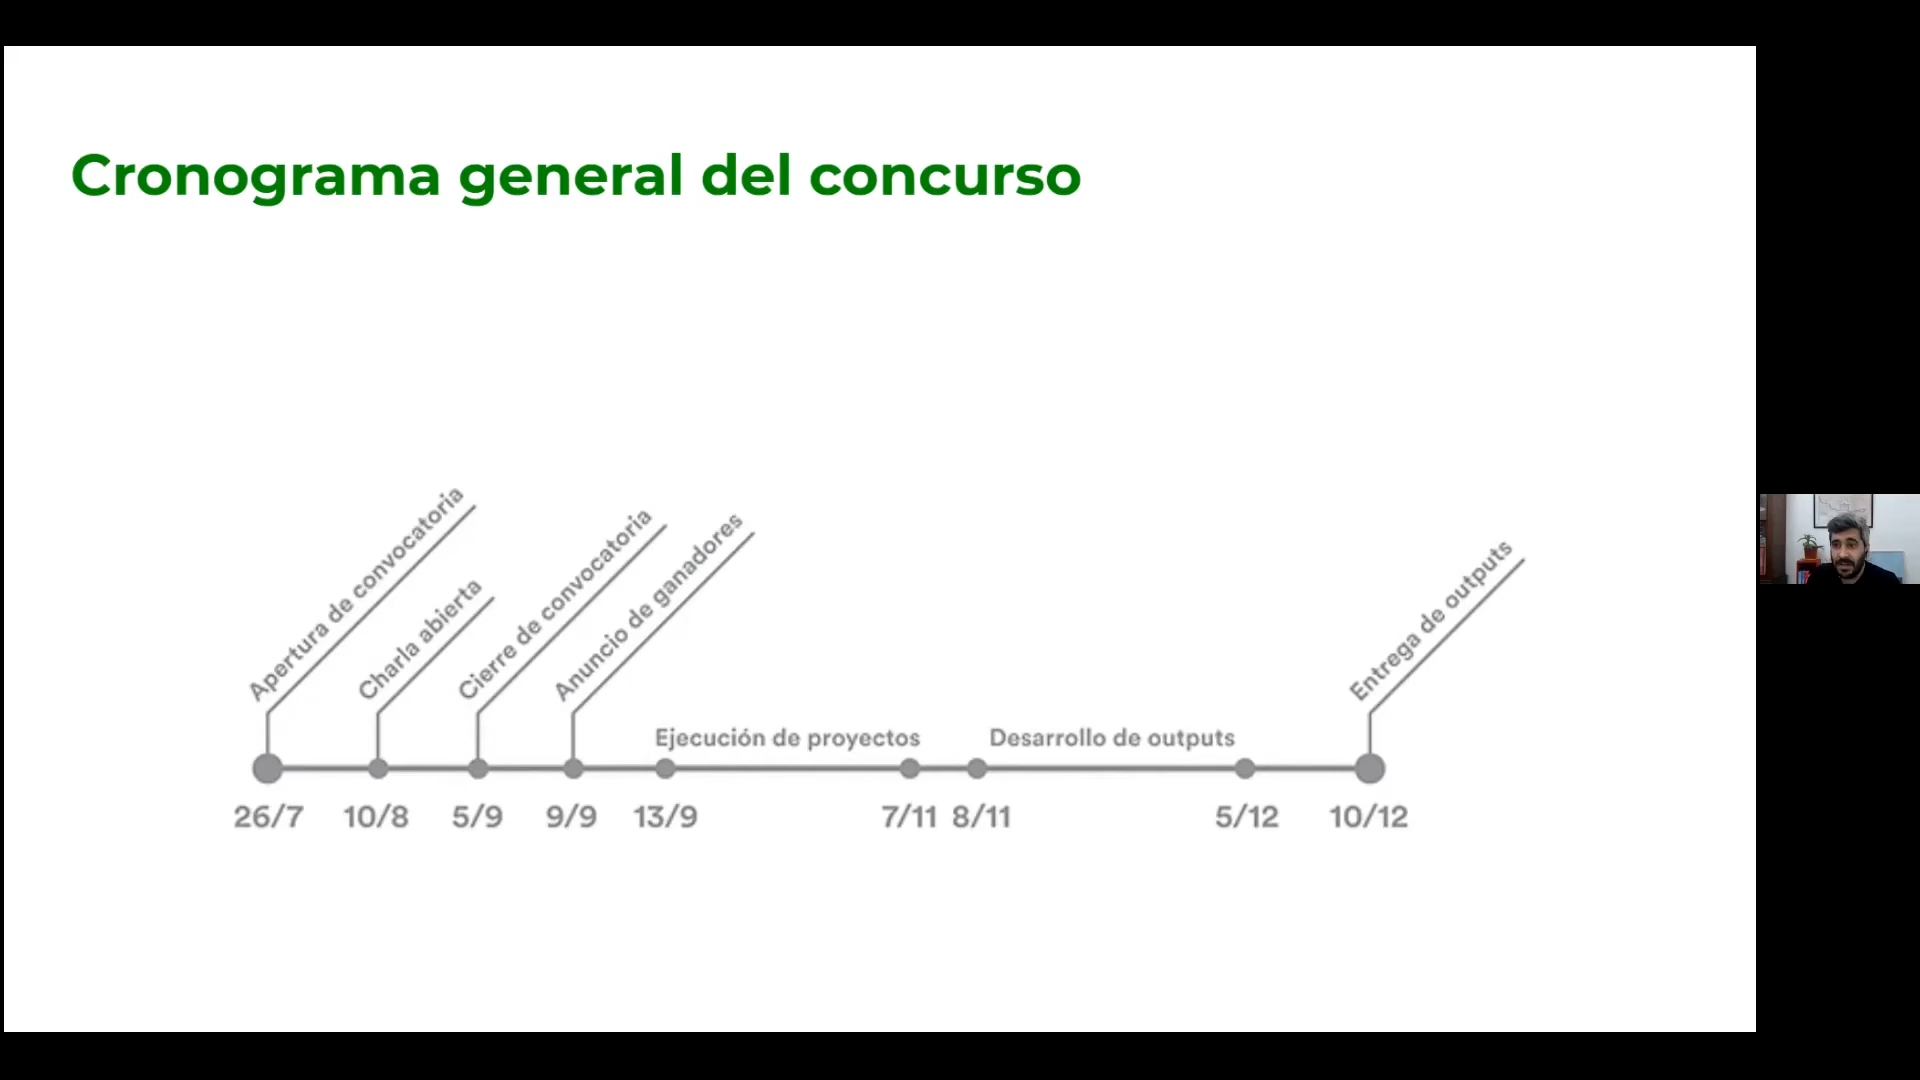 Cronograma general del concurso
Apertura de convocatoria
Charla abierta
Cierre de convocatoria
Anuncio de ganadores
Entrega de outputs
Ejecución de proyectos
Desarrollo de outputs
26/7 10/8 5/9 9/9 13/9 7/11 8/11 5/12 10/12